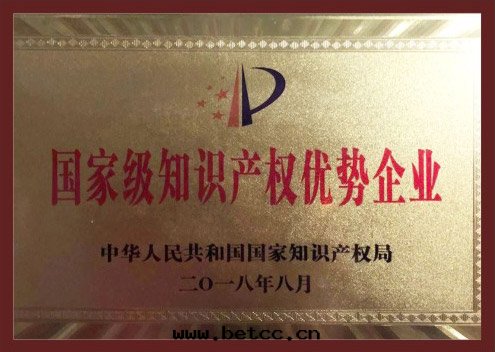 国家级知识产权优势企业
中华人民共和国国家知识产权局
二〇一八年八月
www.betcc.cn